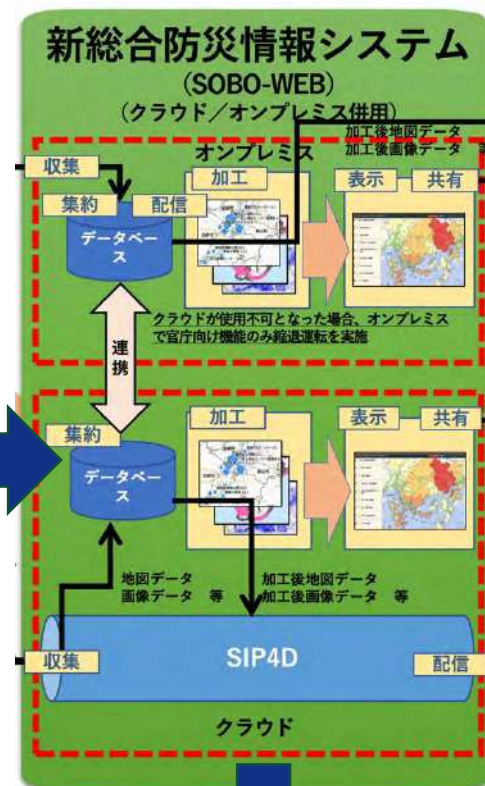 新総合防災情報システム
(SOBO-WEB)
(クラウド／オンプレミス併用)
オンプレミス
加工後地図データ
加工後画像データ 等
収集
集約
配信
加工
表示
共有
データベー
ス
クラウドが使用不可となった場合、オンプレミス
で官庁向け機能のみ縮退運転を実施
連携
集約
加工
表示
共有
データベー
ス
地図データ
画像データ 等
加工後地図データ
加工後画像データ 等
収集
SIP4D
配信
クラウド